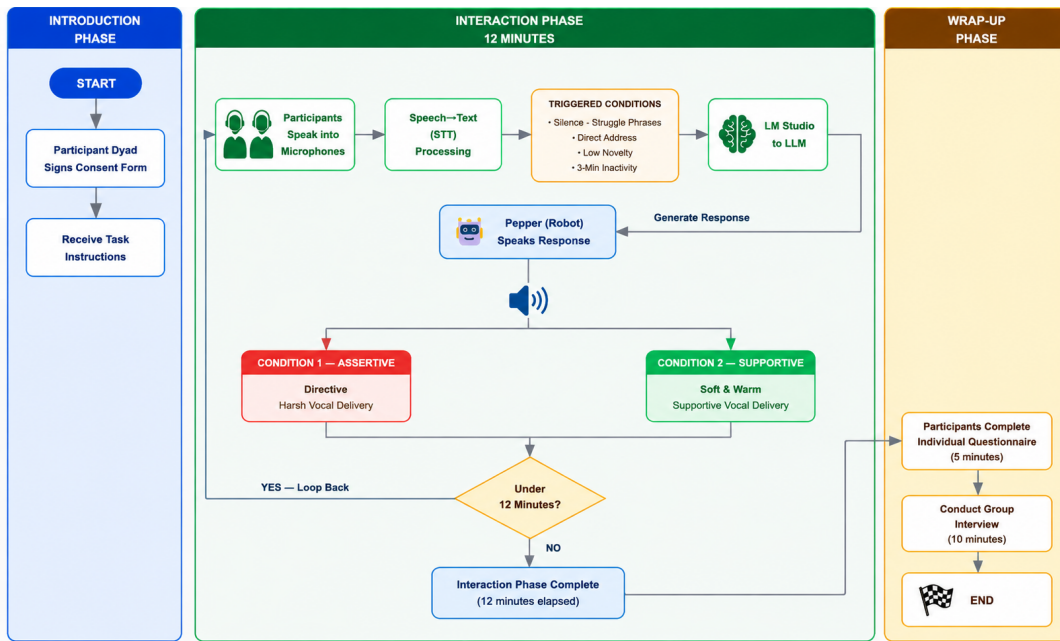 INTRODUCTION
PHASE
START
Participant Dyad
Signs Consent Form
Receive Task
Instructions
INTERACTION PHASE
12 MINUTES
Participants
Speak into
Microphones
Speech→Text
(STT)
Processing
TRIGGERED CONDITIONS
• Silence - Struggle Phrases
• Direct Address
• Low Novelty
• 3-Min Inactivity
LM Studio
to LLM
Generate Response
Pepper (Robot)
Speaks Response
CONDITION 1 — ASSERTIVE
Directive
Harsh Vocal Delivery
CONDITION 2 — SUPPORTIVE
Soft & Warm
Supportive Vocal Delivery
Under
12 Minutes?
YES — Loop Back
NO
Interaction Phase Complete
(12 minutes elapsed)
WRAP-UP
PHASE
Participants Complete
Individual Questionnaire
(5 minutes)
Conduct Group
Interview
(10 minutes)
END